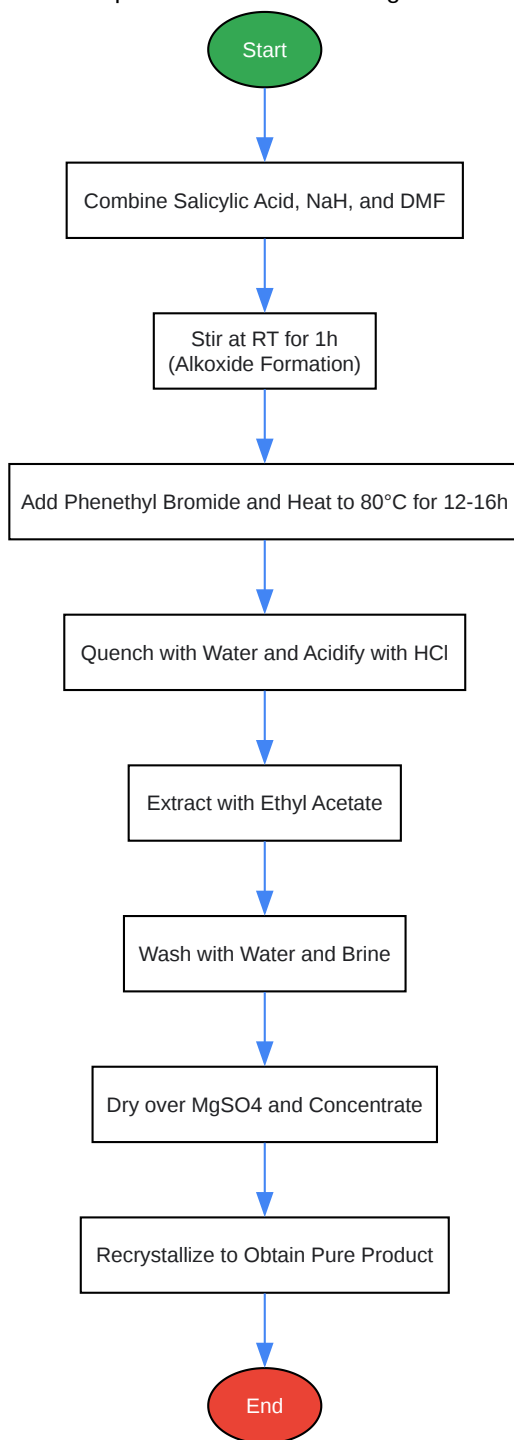 Start
Combine Salicylic Acid, NaH, and DMF
Stir at RT for 1h
(Alkoxide Formation)
Add Phenethyl Bromide and Heat to 80°C for 12-16h
Quench with Water and Acidify with HCl
Extract with Ethyl Acetate
Wash with Water and Brine
Dry over MgSO4 and Concentrate
Recrystallize to Obtain Pure Product
End